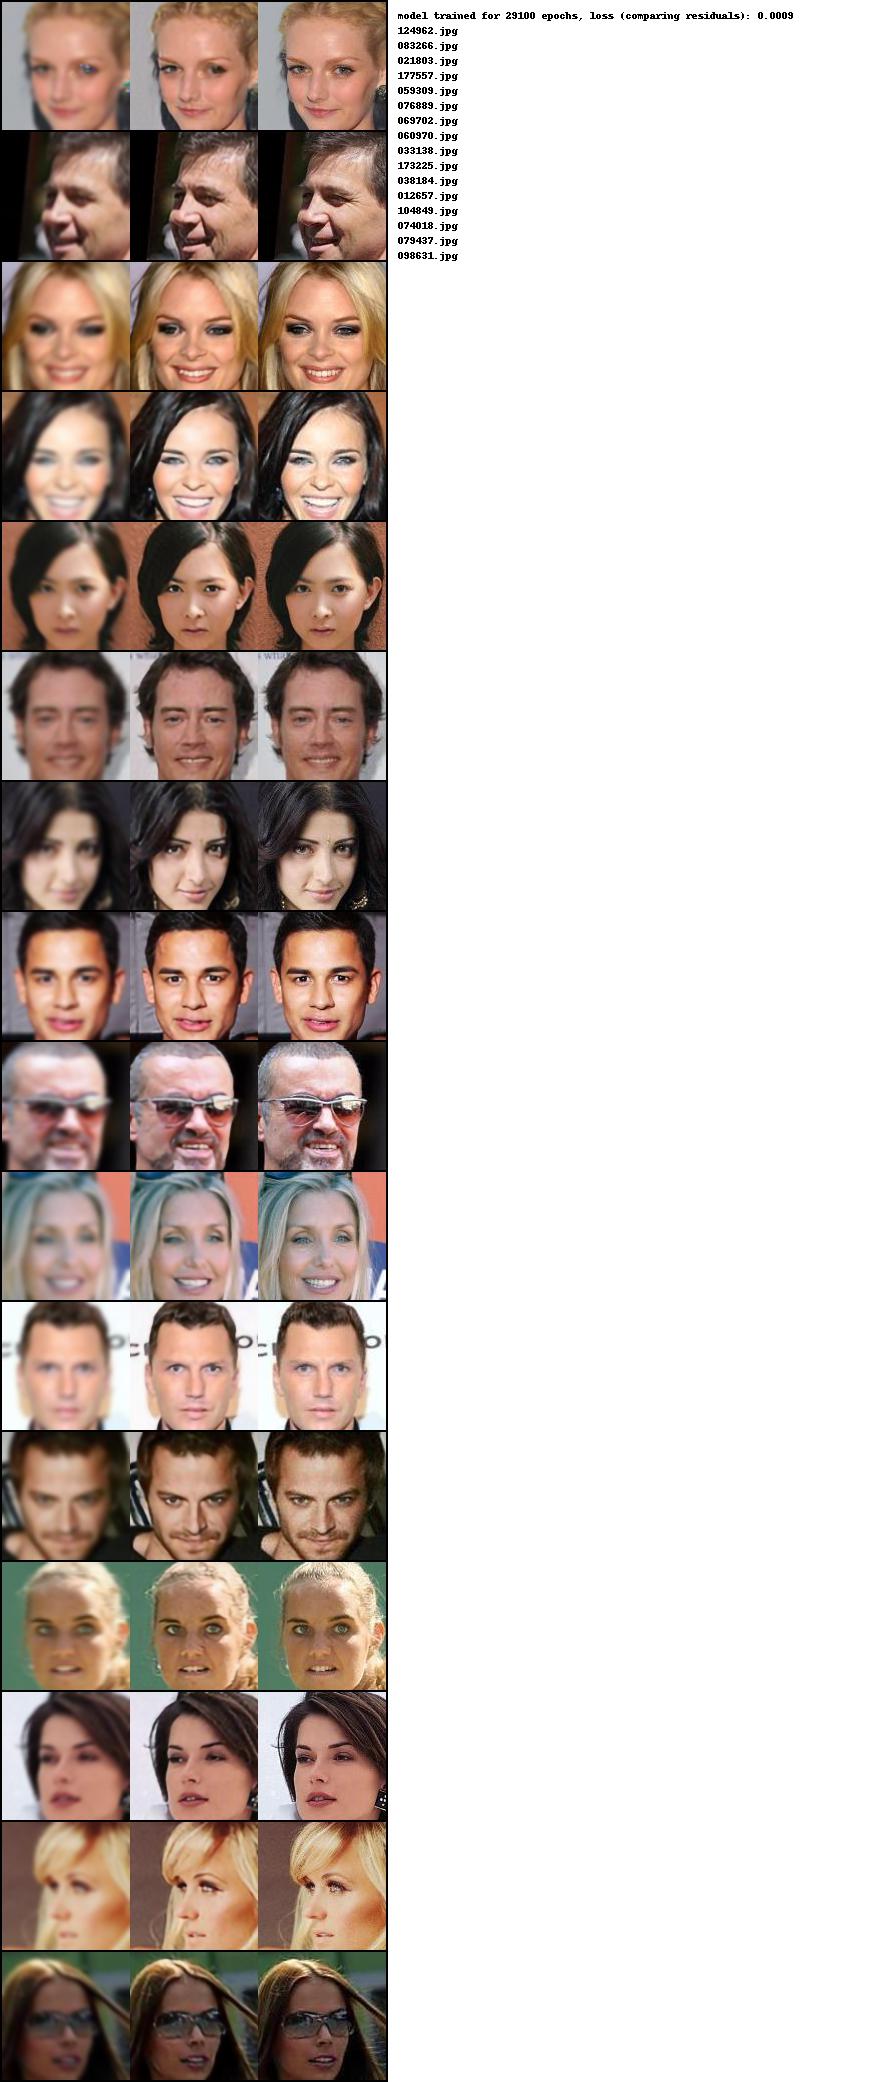 model trained for 29100 epochs, loss (comparing residuals): 0.0009
124962.jpg
083266.jpg
021803.jpg
177557.jpg
059309.jpg
076889.jpg
069702.jpg
060970.jpg
033138.jpg
173225.jpg
038184.jpg
012657.jpg
104849.jpg
074018.jpg
079437.jpg
098631.jpg